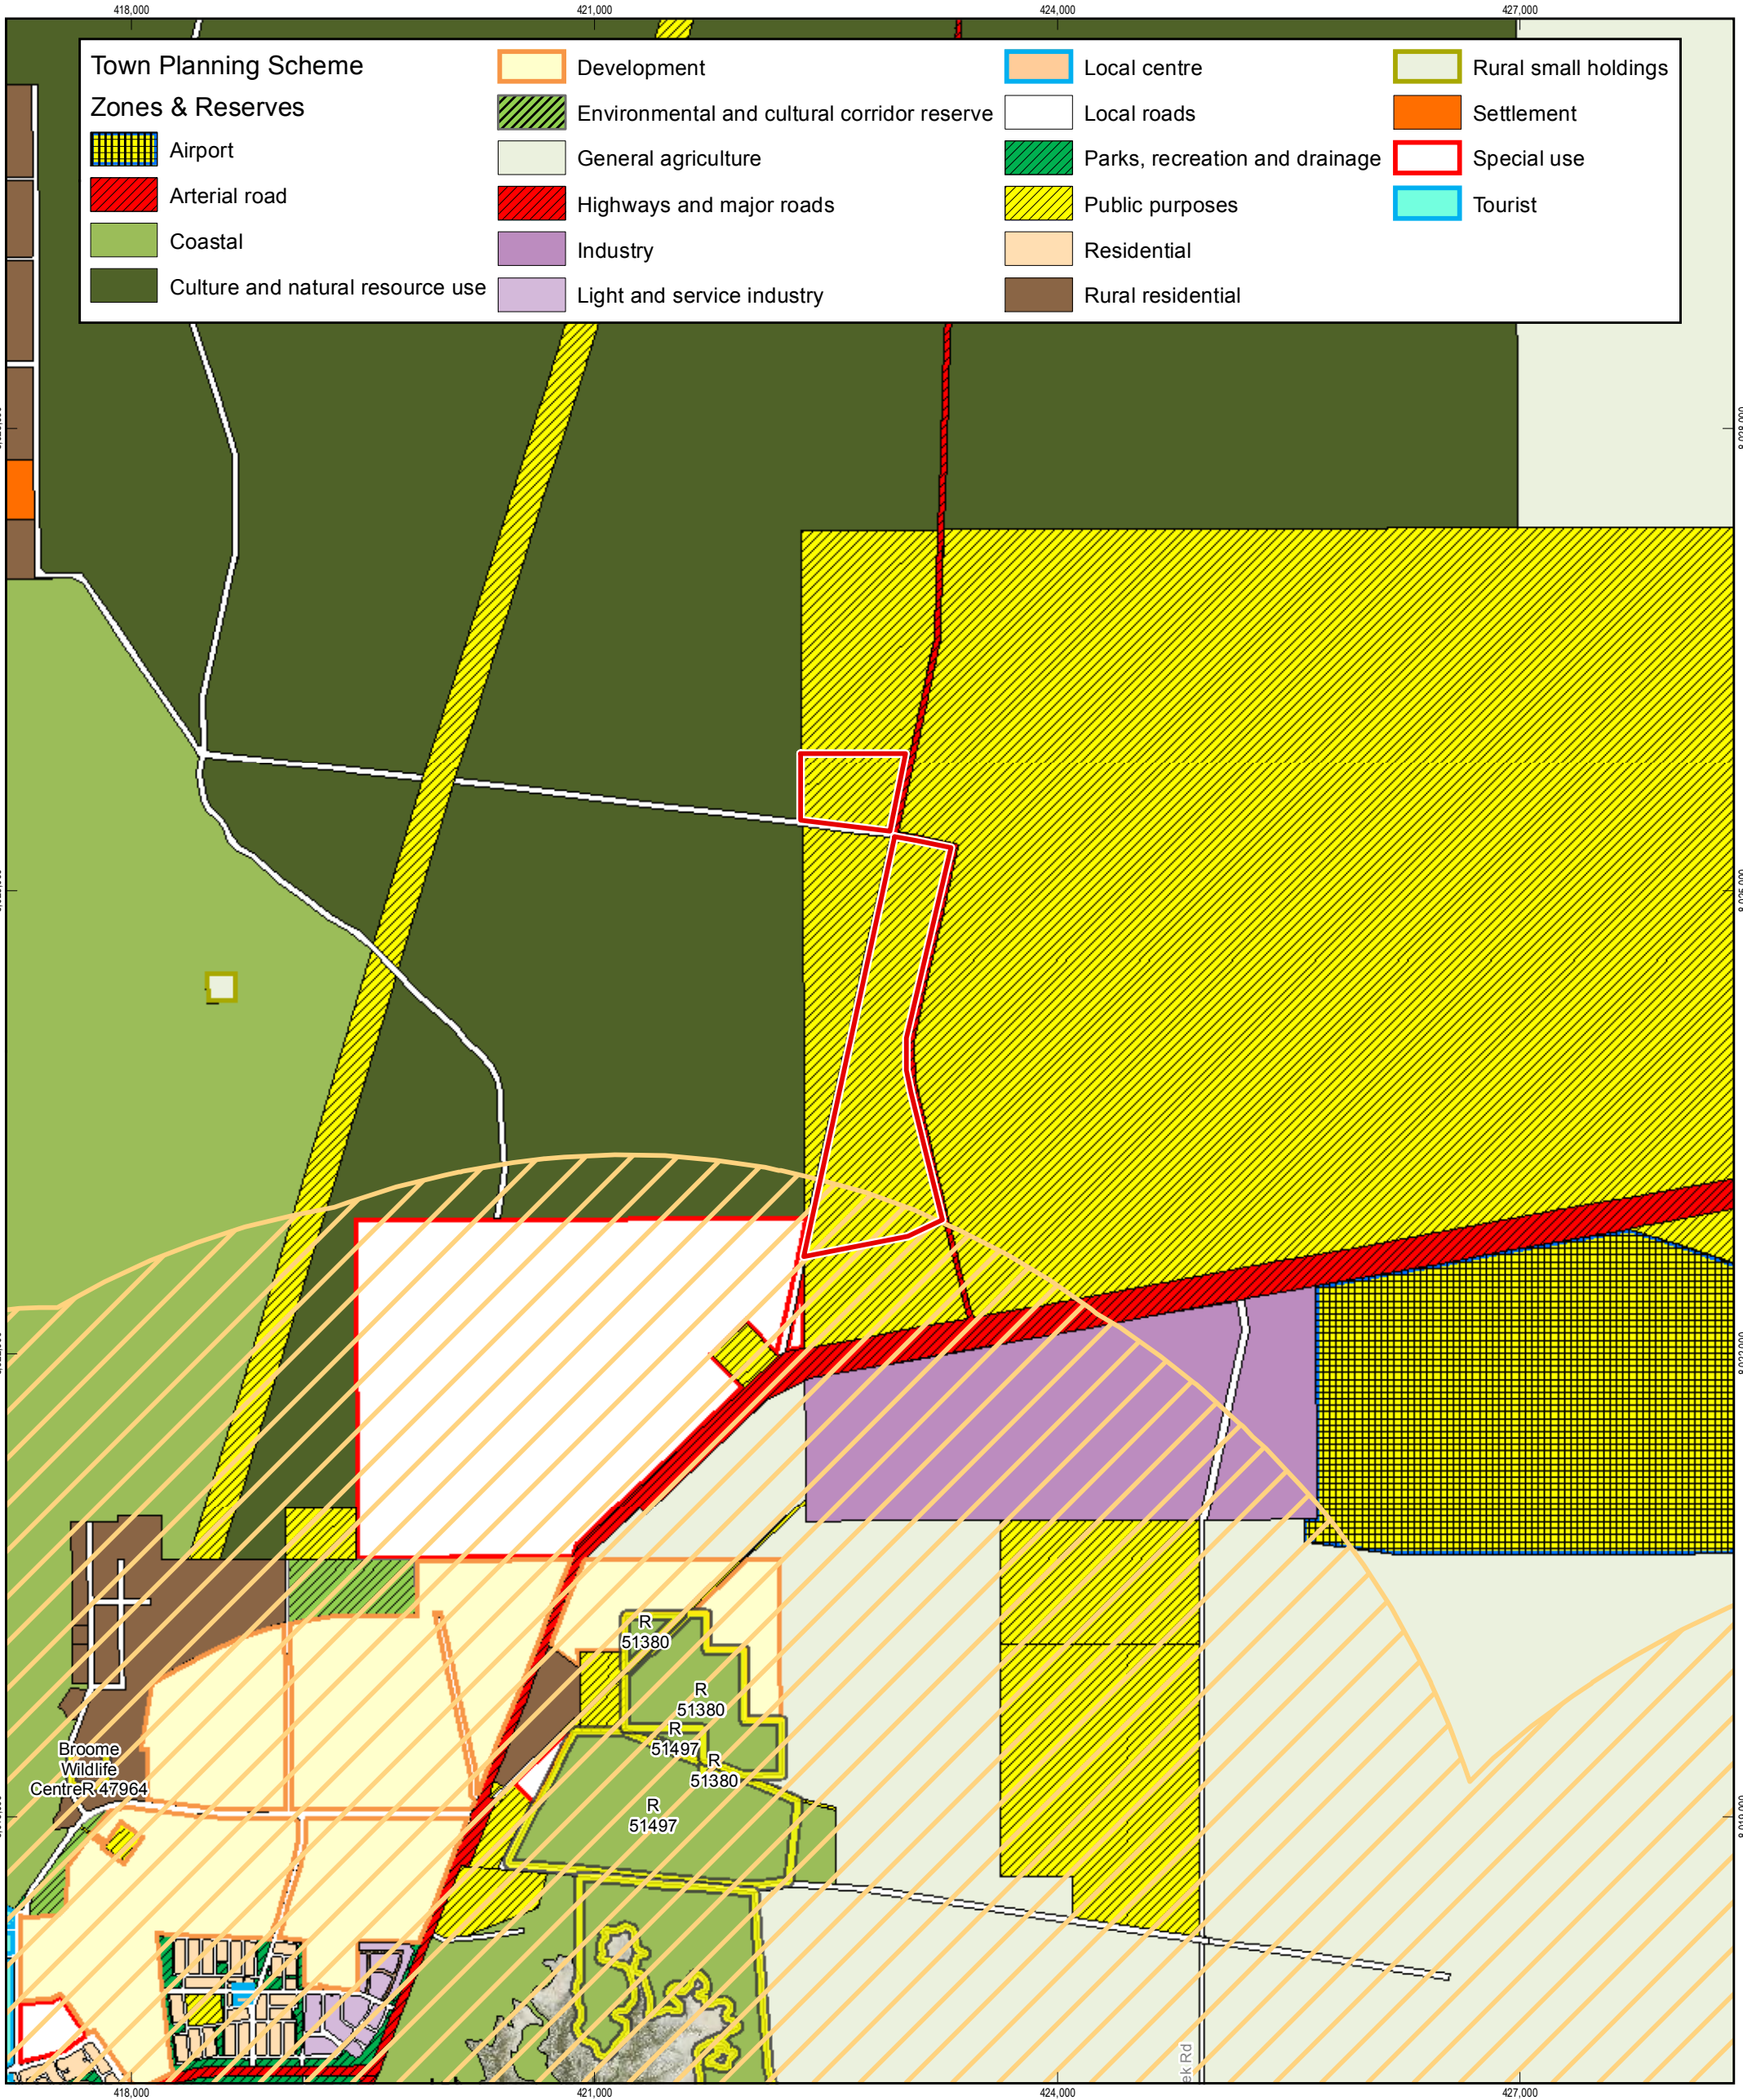 418,000
421,000
424,000
427,000
Town Planning Scheme
Zones & Reserves
Airport
Arterial road
Coastal
Culture and natural resource use
Development
Environmental and cultural corridor reserve
General agriculture
Highways and major roads
Industry
Light and service industry
Local centre
Local roads
Parks, recreation and drainage
Public purposes
Residential
Rural residential
Rural small holdings
Settlement
Special use
Tourist
R
51380
R
51380
R
51497
R
51380
R
51497
Broome
Wildlife
CentreR 47964
ek Rd
418,000
421,000
424,000
427,000